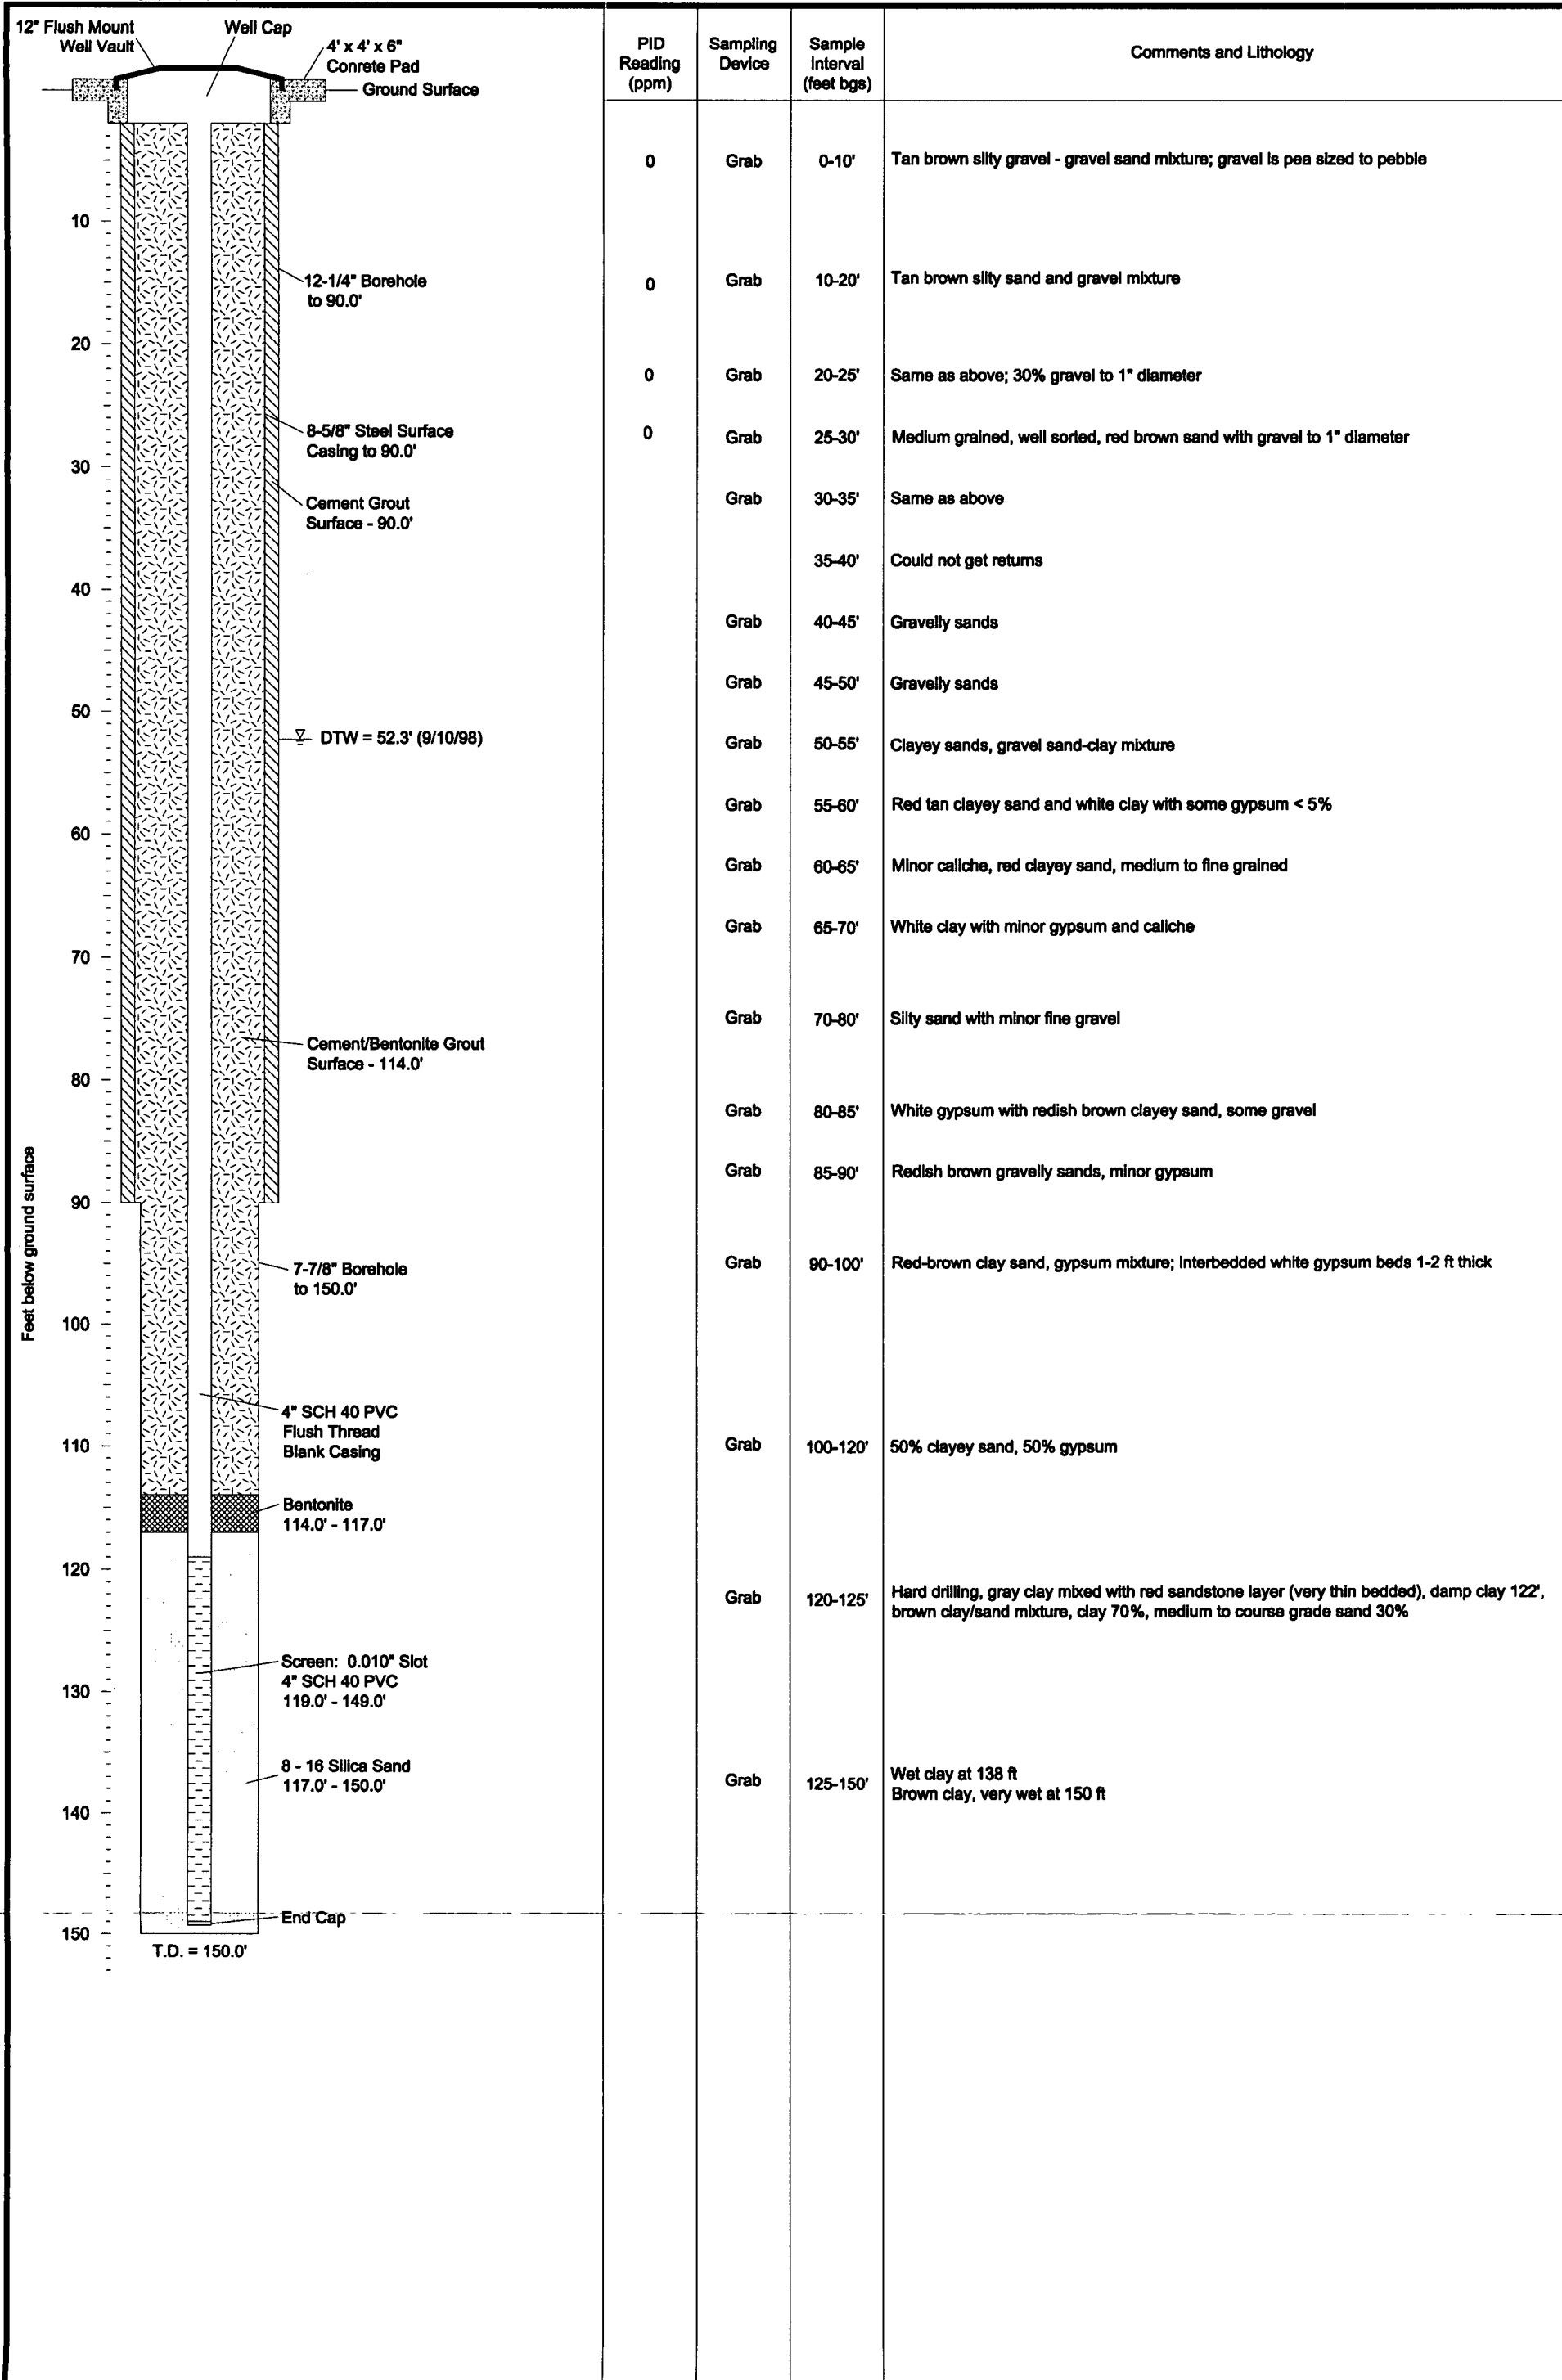 12" Flush Mount
Well Vault
Well Cap
4' x 4' x 6"
Conrete Pad
Ground Surface
PID
Reading
(ppm)
Sampling
Device
Sample
Interval
(feet bgs)
Comments and Lithology
0 Grab 0-10' Tan brown silty gravel - gravel sand mixture; gravel is pea sized to pebble
10
12-1/4" Borehole
to 90.0'
0 Grab 10-20' Tan brown silty sand and gravel mixture
20
0 Grab 20-25' Same as above; 30% gravel to 1" diameter
8-5/8" Steel Surface
Casing to 90.0'
0 Grab 25-30' Medium grained, well sorted, red brown sand with gravel to 1" diameter
30
Cement Grout
Surface - 90.0'
Grab 30-35' Same as above
35-40' Could not get returns
40
Grab 40-45' Gravelly sands
Grab 45-50' Gravelly sands
50
DTW = 52.3' (9/10/98)
Grab 50-55' Clayey sands, gravel sand-clay mixture
Grab 55-60' Red tan clayey sand and white clay with some gypsum < 5%
60
Grab 60-65' Minor caliche, red clayey sand, medium to fine grained
Grab 65-70' White clay with minor gypsum and caliche
70
Grab 70-80' Silty sand with minor fine gravel
Cement/Bentonite Grout
Surface - 114.0'
80
Grab 80-85' White gypsum with redish brown clayey sand, some gravel
Grab 85-90' Redish brown gravelly sands, minor gypsum
Feet below ground surface
90
7-7/8" Borehole
to 150.0'
Grab 90-100' Red-brown clay sand, gypsum mixture; interbedded white gypsum beds 1-2 ft thick
100
4" SCH 40 PVC
Flush Thread
Blank Casing
110
Grab 100-120' 50% clayey sand, 50% gypsum
Bentonite
114.0' - 117.0'
120
Grab 120-125' Hard drilling, gray clay mixed with red sandstone layer (very thin bedded), damp clay 122',
brown clay/sand mixture, clay 70%, medium to course grade sand 30%
Screen: 0.010" Slot
4" SCH 40 PVC
119.0' - 149.0'
130
8 - 16 Silica Sand
117.0' - 150.0'
Grab 125-150' Wet clay at 138 ft
Brown clay, very wet at 150 ft
140
End Cap
150
T.D. = 150.0'